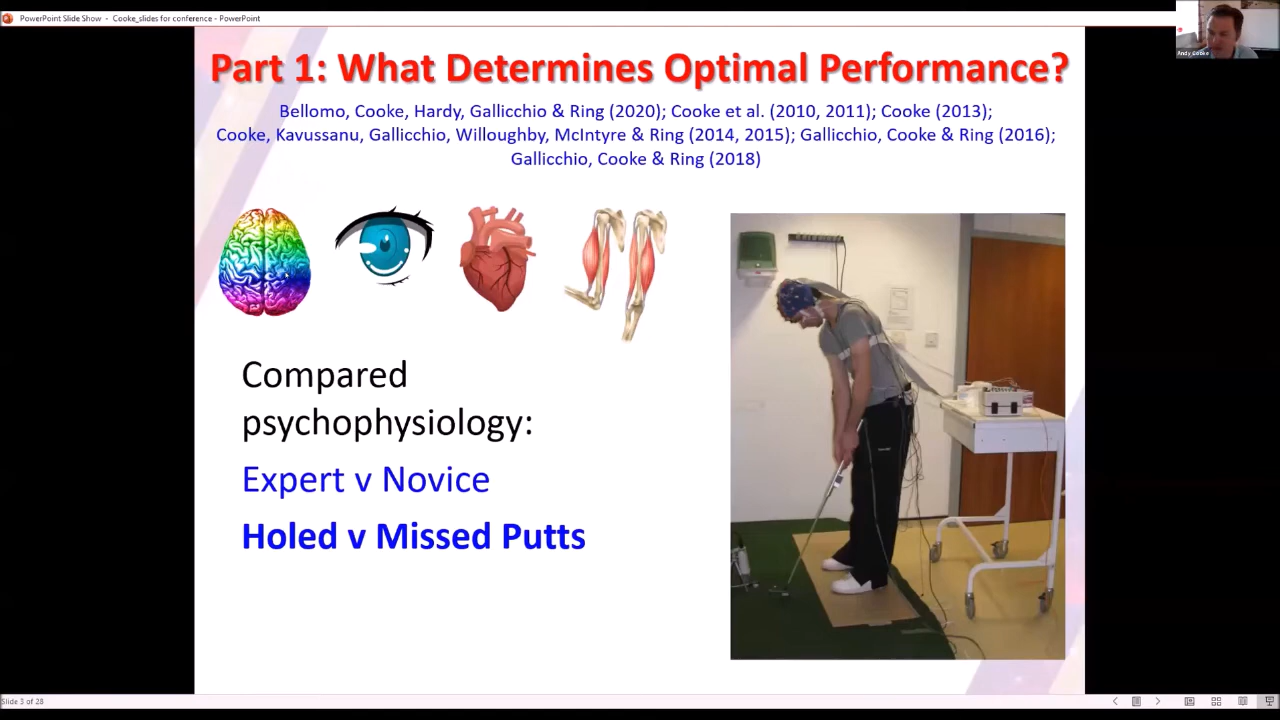 PowerPoint Slide Show - Cooke_slides for conference - PowerPoint
Andy Cooke
Part 1: What Determines Optimal Performance?
Bellomo, Cooke, Hardy, Gallicchio & Ring (2020); Cooke et al. (2010, 2011); Cooke (2013);
Cooke, Kavussanu, Gallicchio, Willoughby, McIntyre & Ring (2014, 2015); Gallicchio, Cooke & Ring (2016);
Gallicchio, Cooke & Ring (2018)
Compared
psychophysiology:
Expert v Novice
Holed v Missed Putts
Slide 3 of 28